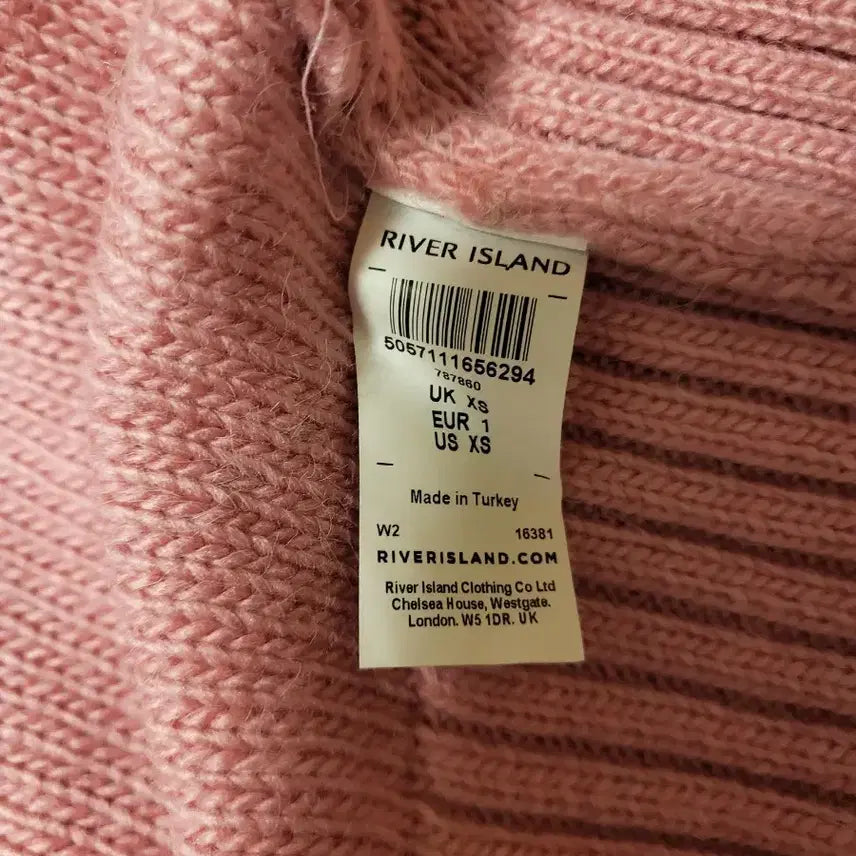 RIVER ISLAND
5057111656294
787860
UK XS
EUR 1
US XS
Made in Turkey
W2 16381
RIVERISLAND.COM
River Island Clothing Co Ltd
Chelsea House, Westgate.
London. W5 1DR. UK